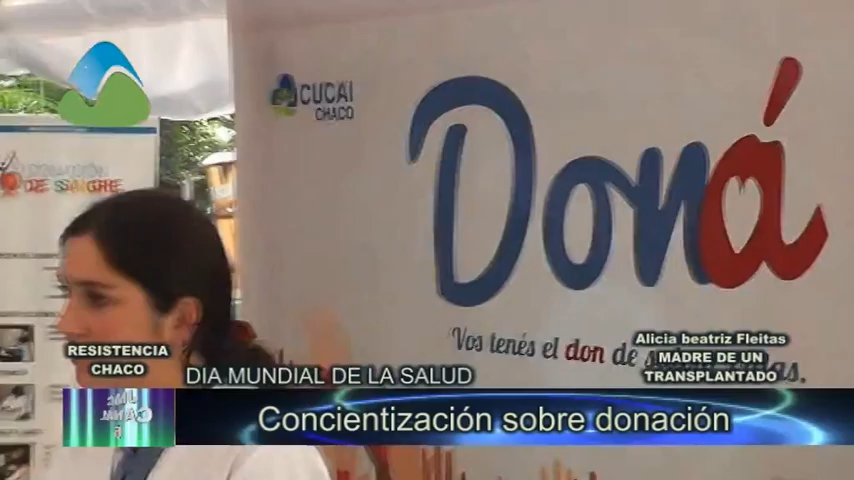 CUCAI
CHACO
Doná
DE SANGRE
Vos tenés el don de
Alicia beatriz Fleitas
MADRE DE UN
TRANSPLANTADO
RESISTENCIA
CHACO
DIA MUNDIAL DE LA SALUD
Concientización sobre donación